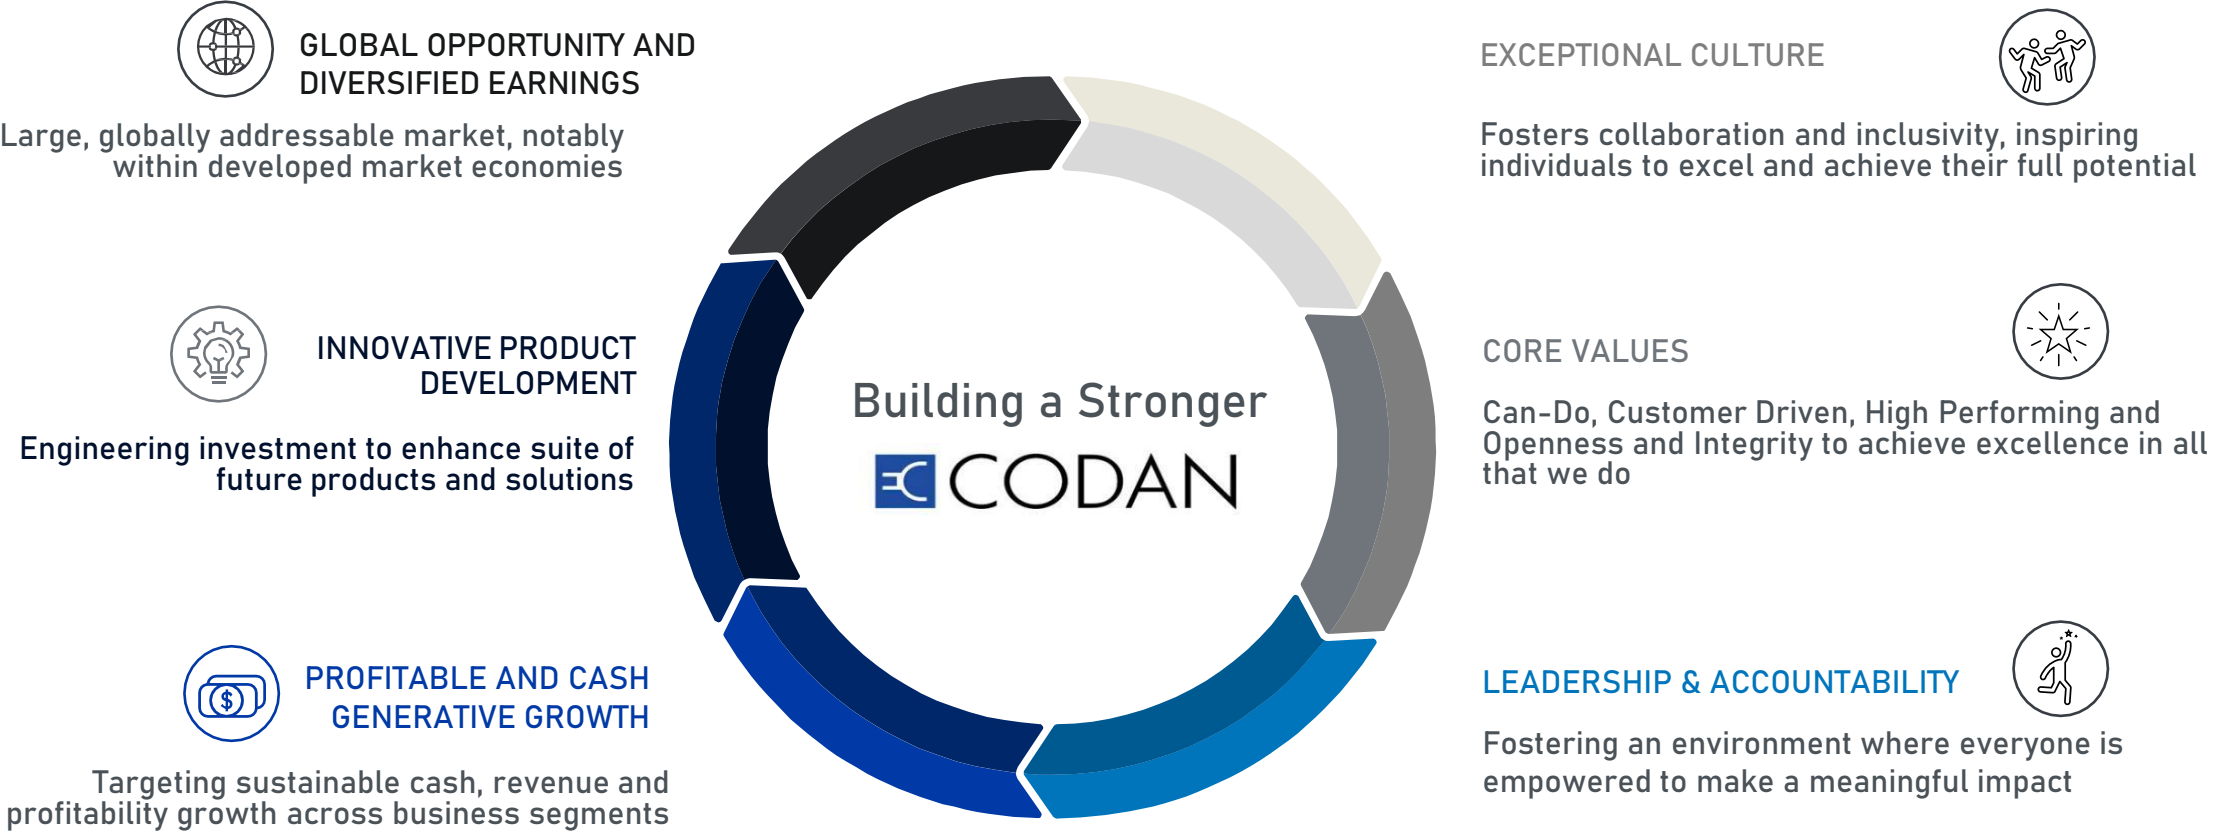 GLOBAL OPPORTUNITY AND
DIVERSIFIED EARNINGS
Large, globally addressable market, notably
within developed market economies
INNOVATIVE PRODUCT
DEVELOPMENT
Engineering investment to enhance suite of
future products and solutions
$
PROFITABLE AND CASH
GENERATIVE GROWTH
Targeting sustainable cash, revenue and
profitability growth across business segments
Building a Stronger
CODAN
EXCEPTIONAL CULTURE
Fosters collaboration and inclusivity, inspiring
individuals to excel and achieve their full potential
CORE VALUES
Can-Do, Customer Driven, High Performing and
Openness and Integrity to achieve excellence in all
that we do
LEADERSHIP & ACCOUNTABILITY
Fostering an environment where everyone is
empowered to make a meaningful impact